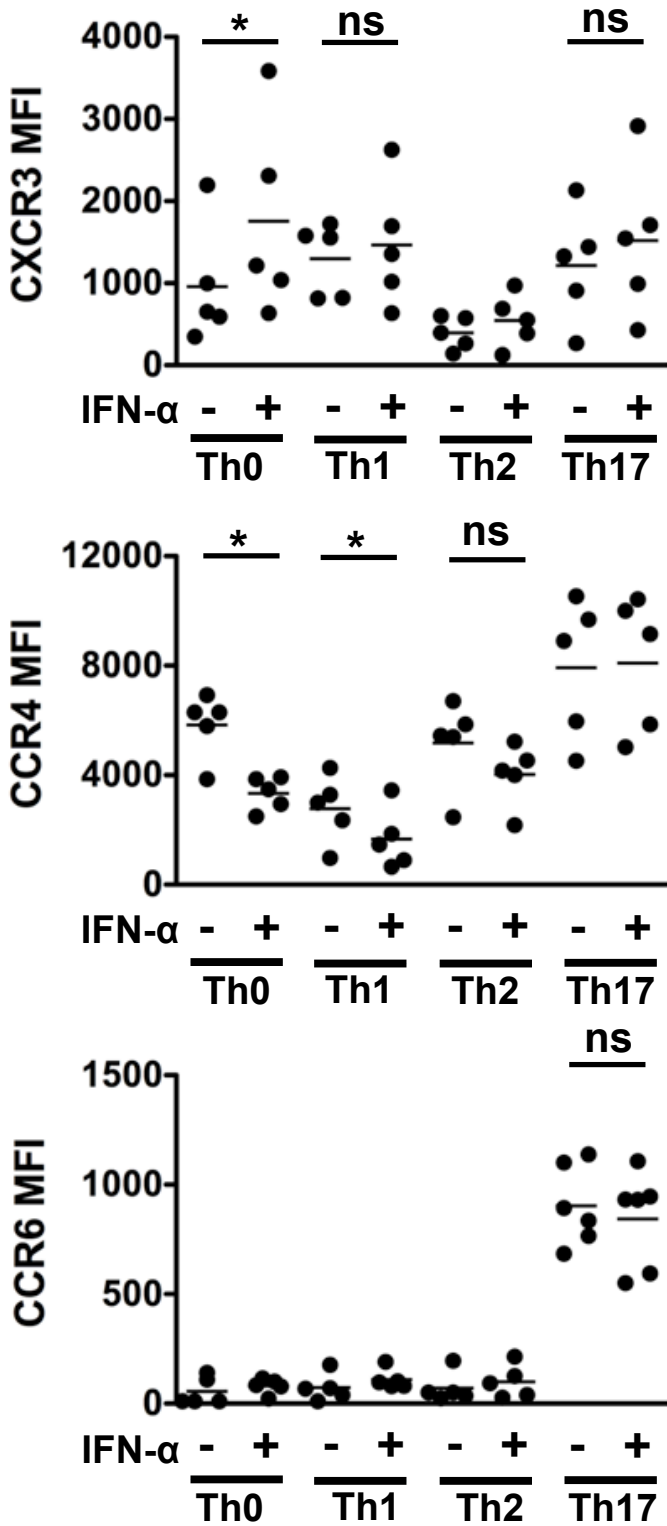 * ns ns
CXCR3 MFI
4000
3000
2000
1000
0
IFN-α - + - + - + - +
Th0 Th1 Th2 Th17
* * ns
CCR4 MFI
12000
8000
4000
0
IFN-α - + - + - + - +
Th0 Th1 Th2 Th17
ns
CCR6 MFI
1500
1000
500
0
IFN-α - + - + - + - +
Th0 Th1 Th2 Th17